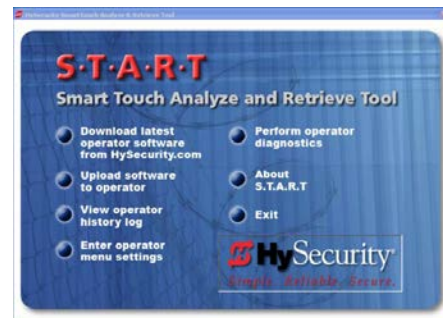 S·T·A·R·T
Smart Touch Analyze and Retrieve Tool
Download latest
operator software
from HySecurity.com
Upload software
to operator
View operator
history log
Enter operator
menu settings
Perform operator
diagnostics
About
S.T.A.R.T
Exit
HySecurity®
Simple. Reliable. Secure.